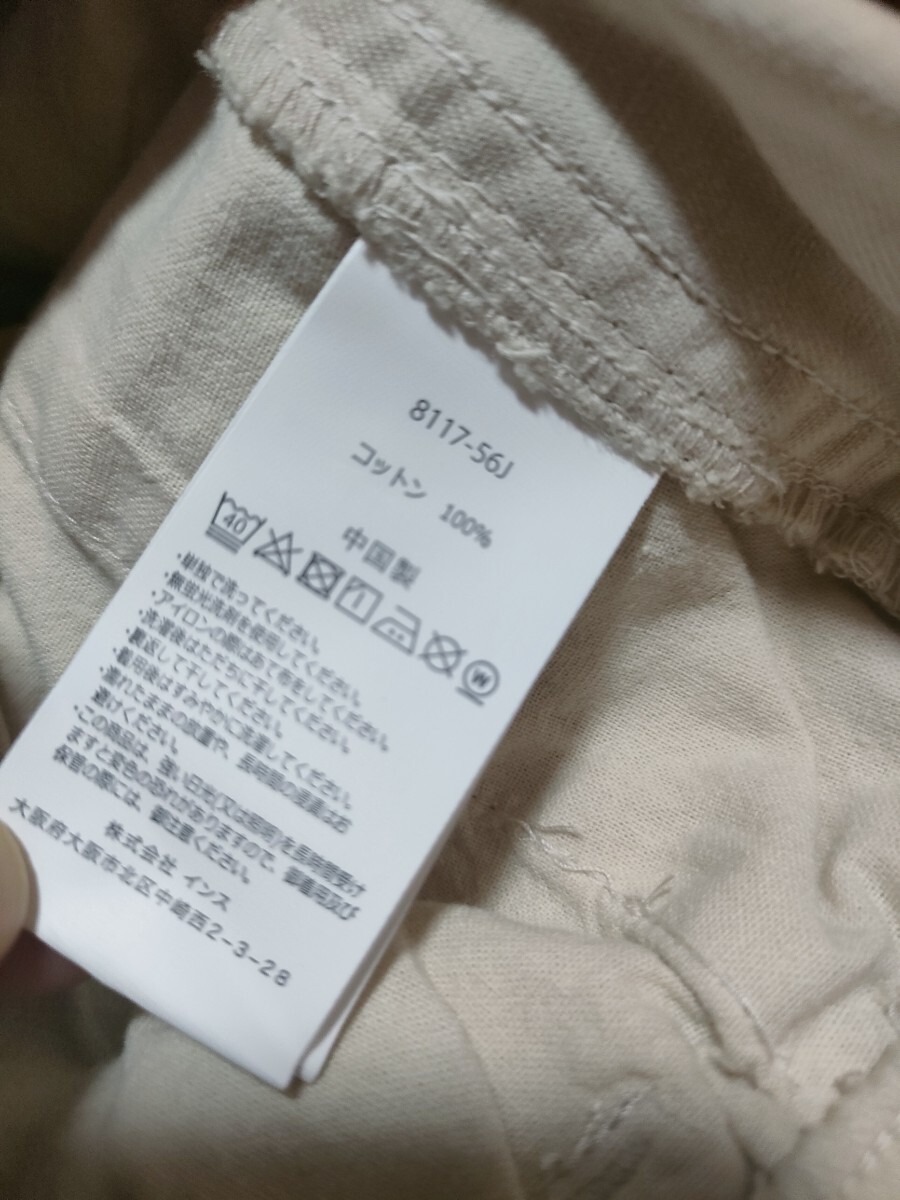 8117-56J
コットン 100%
中国製
40
W
・単独で洗ってください。
・無蛍光洗剤を使用してください。
・アイロンの際はあて布をしてください。
・洗濯後はただちに干してください。
・裏返して干してください。
・着用後はすみやかに洗濯してください。
・濡れたままの放置や、長時間の浸漬はお
避けください。
・この商品は、強い日光(又は照明)を長時間受け
ますと変色の恐れがありますので、御着用及び
保管の際には、御注意ください。
株式会社 インス
大阪府大阪市北区中崎西2-3-28